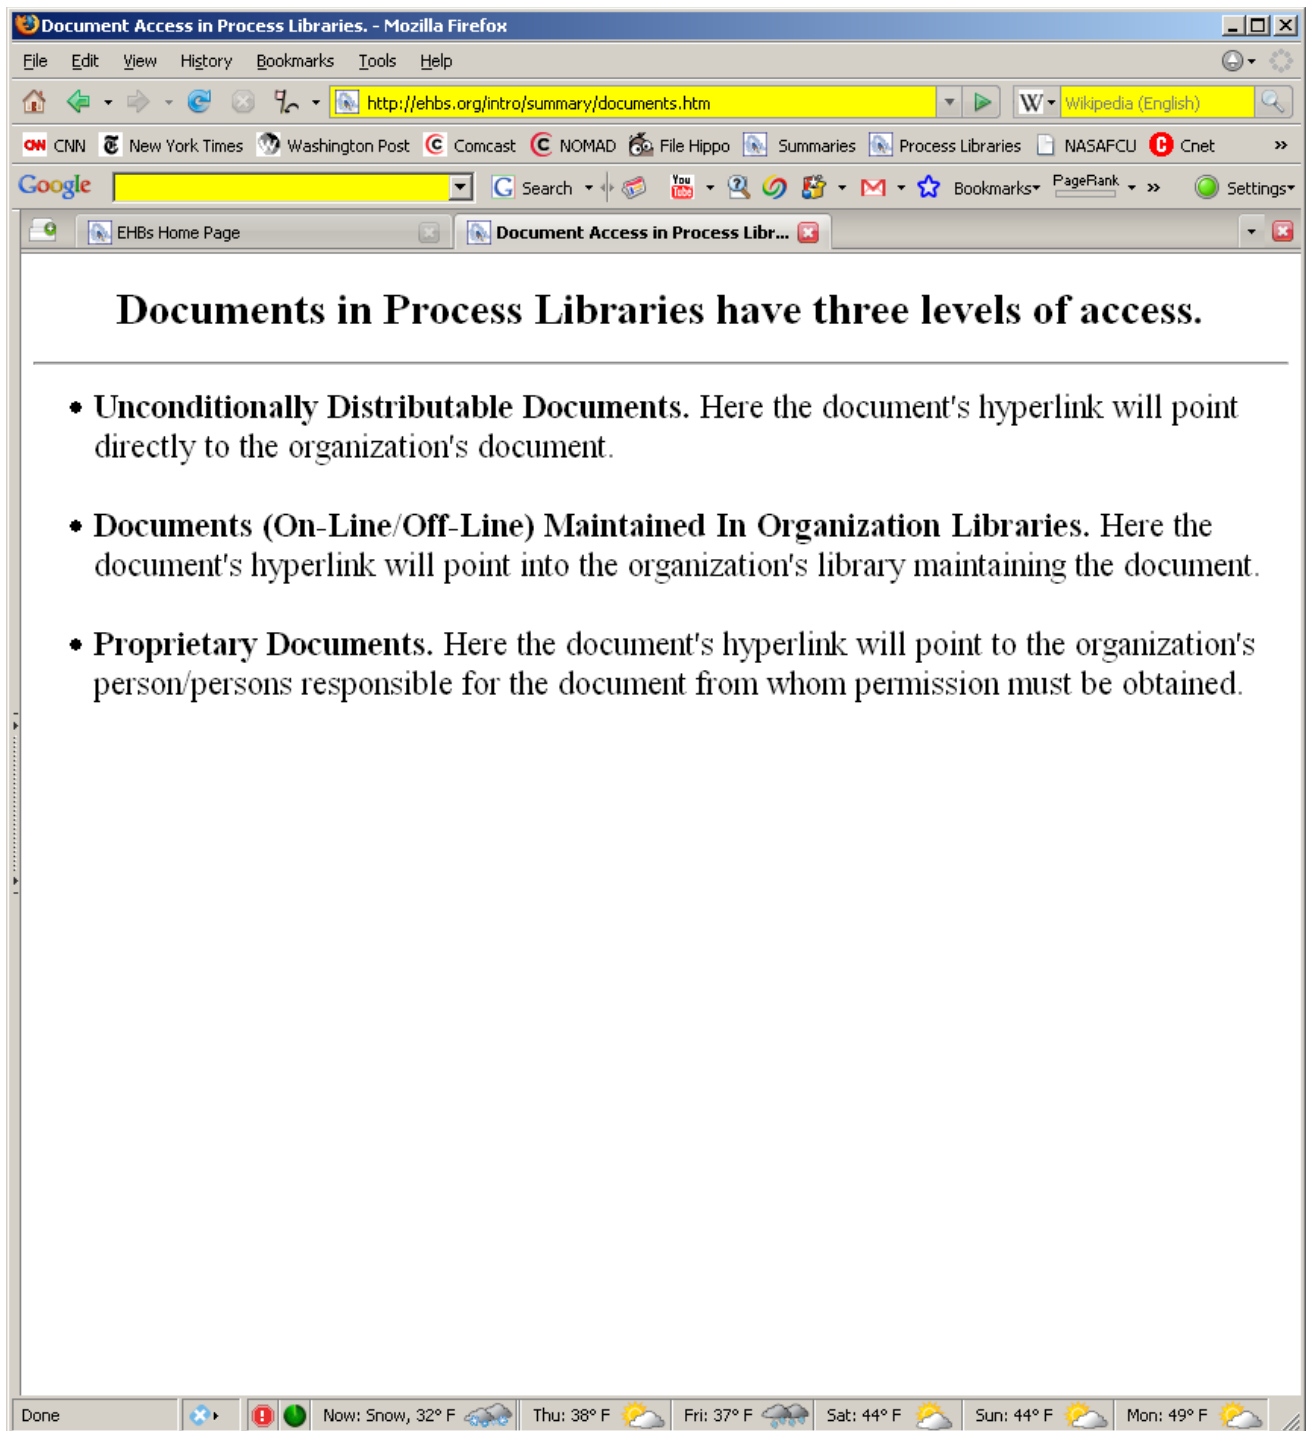 Document Access in Process Libraries. - Mozilla Firefox
File Edit View History Bookmarks Tools Help
http://ehbs.org/intro/summary/documents.htm W Wikipedia (English)
CNN CNN New York Times Washington Post C Comcast C NOMAD File Hippo Summaries Process Libraries NASAFCU C Cnet »
Google G Search You Tube M Bookmarks PageRank » Settings
EHBs Home Page Document Access in Process Libr...
Documents in Process Libraries have three levels of access.
• Unconditionally Distributable Documents. Here the document's hyperlink will point
directly to the organization's document.
• Documents (On-Line/Off-Line) Maintained In Organization Libraries. Here the
document's hyperlink will point into the organization's library maintaining the document.
• Proprietary Documents. Here the document's hyperlink will point to the organization's
person/persons responsible for the document from whom permission must be obtained.
Done Now: Snow, 32° F Thu: 38° F Fri: 37° F Sat: 44° F Sun: 44° F Mon: 49° F